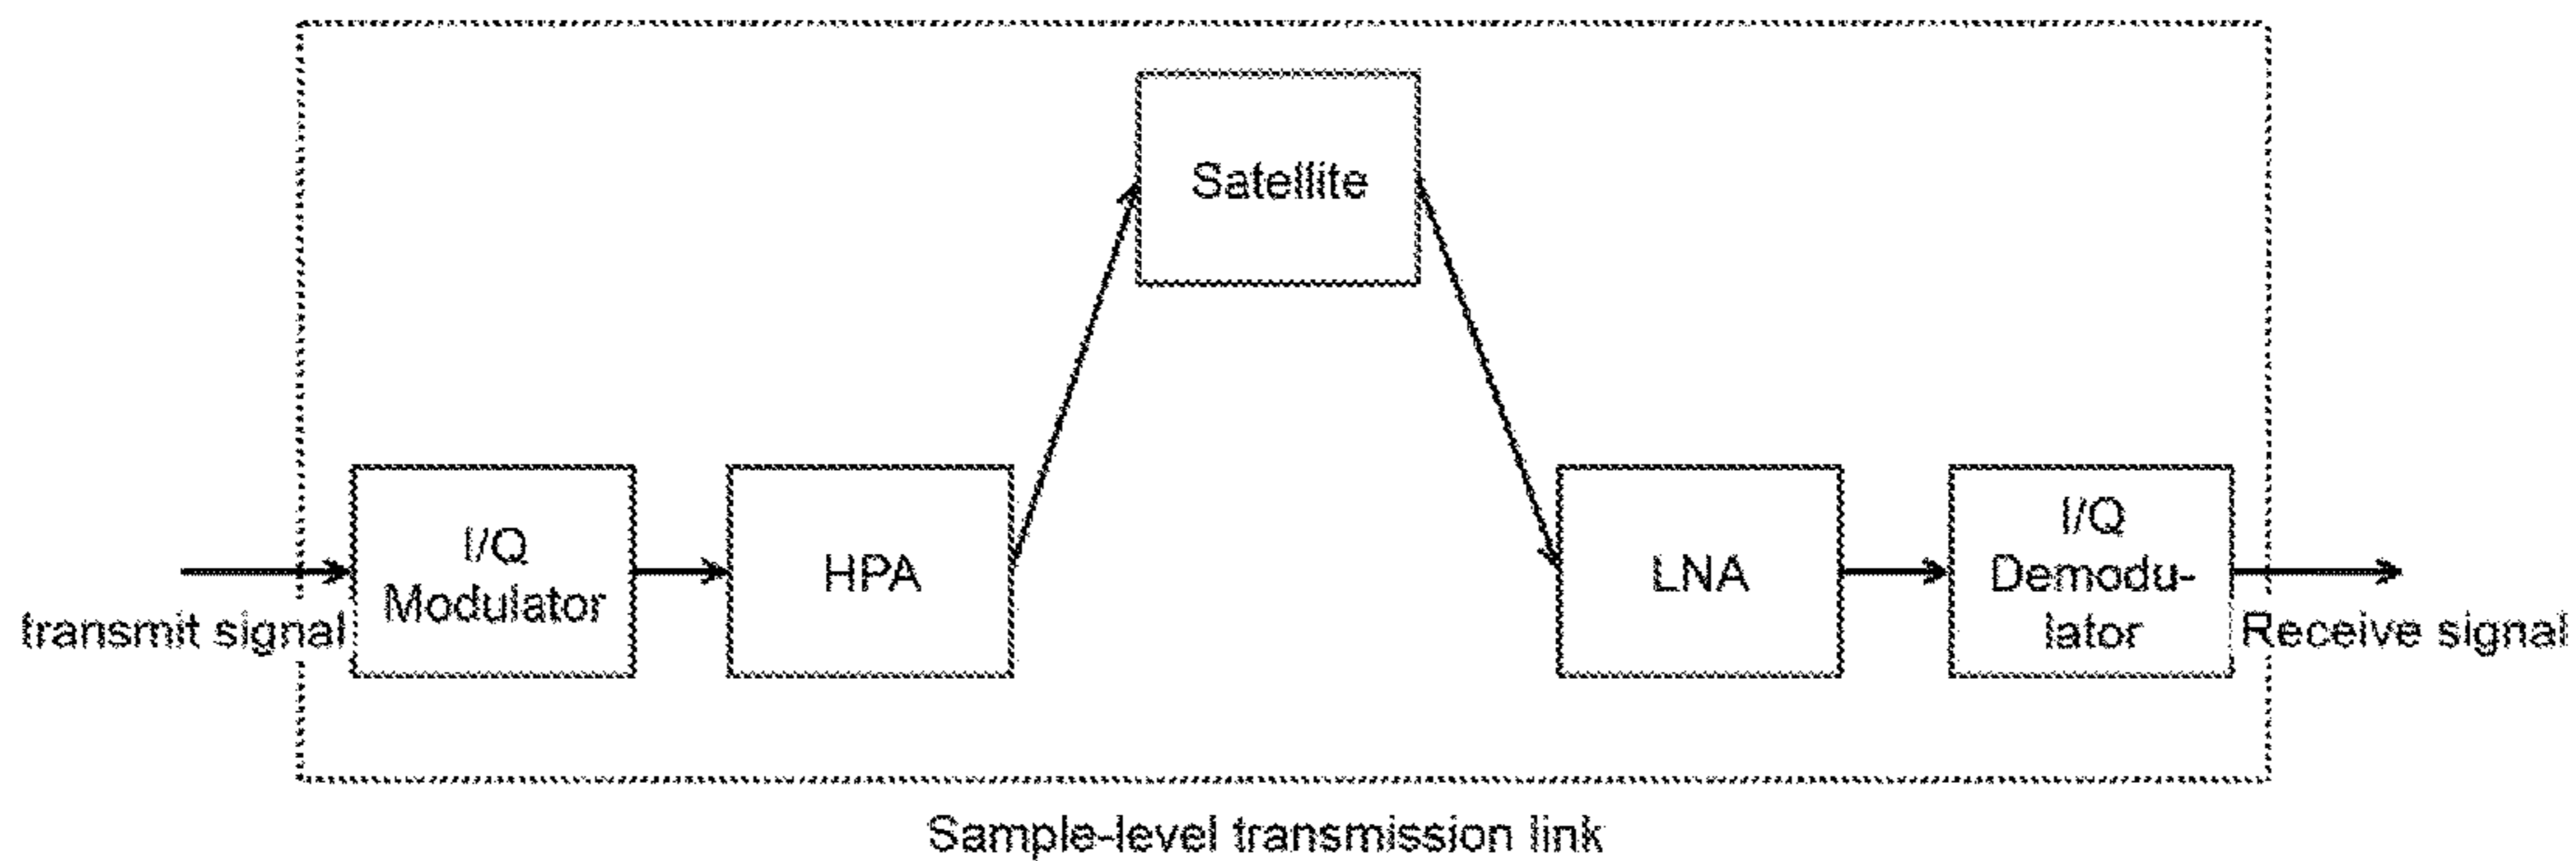 Satellite
I/Q
Modulator
HPA
LNA
I/Q
Demodu-
lator
transmit signal
Receive signal
Sample-level transmission link